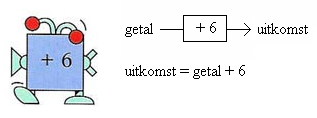 + 6
getal + 6 uitkomst
uitkomst = getal + 6